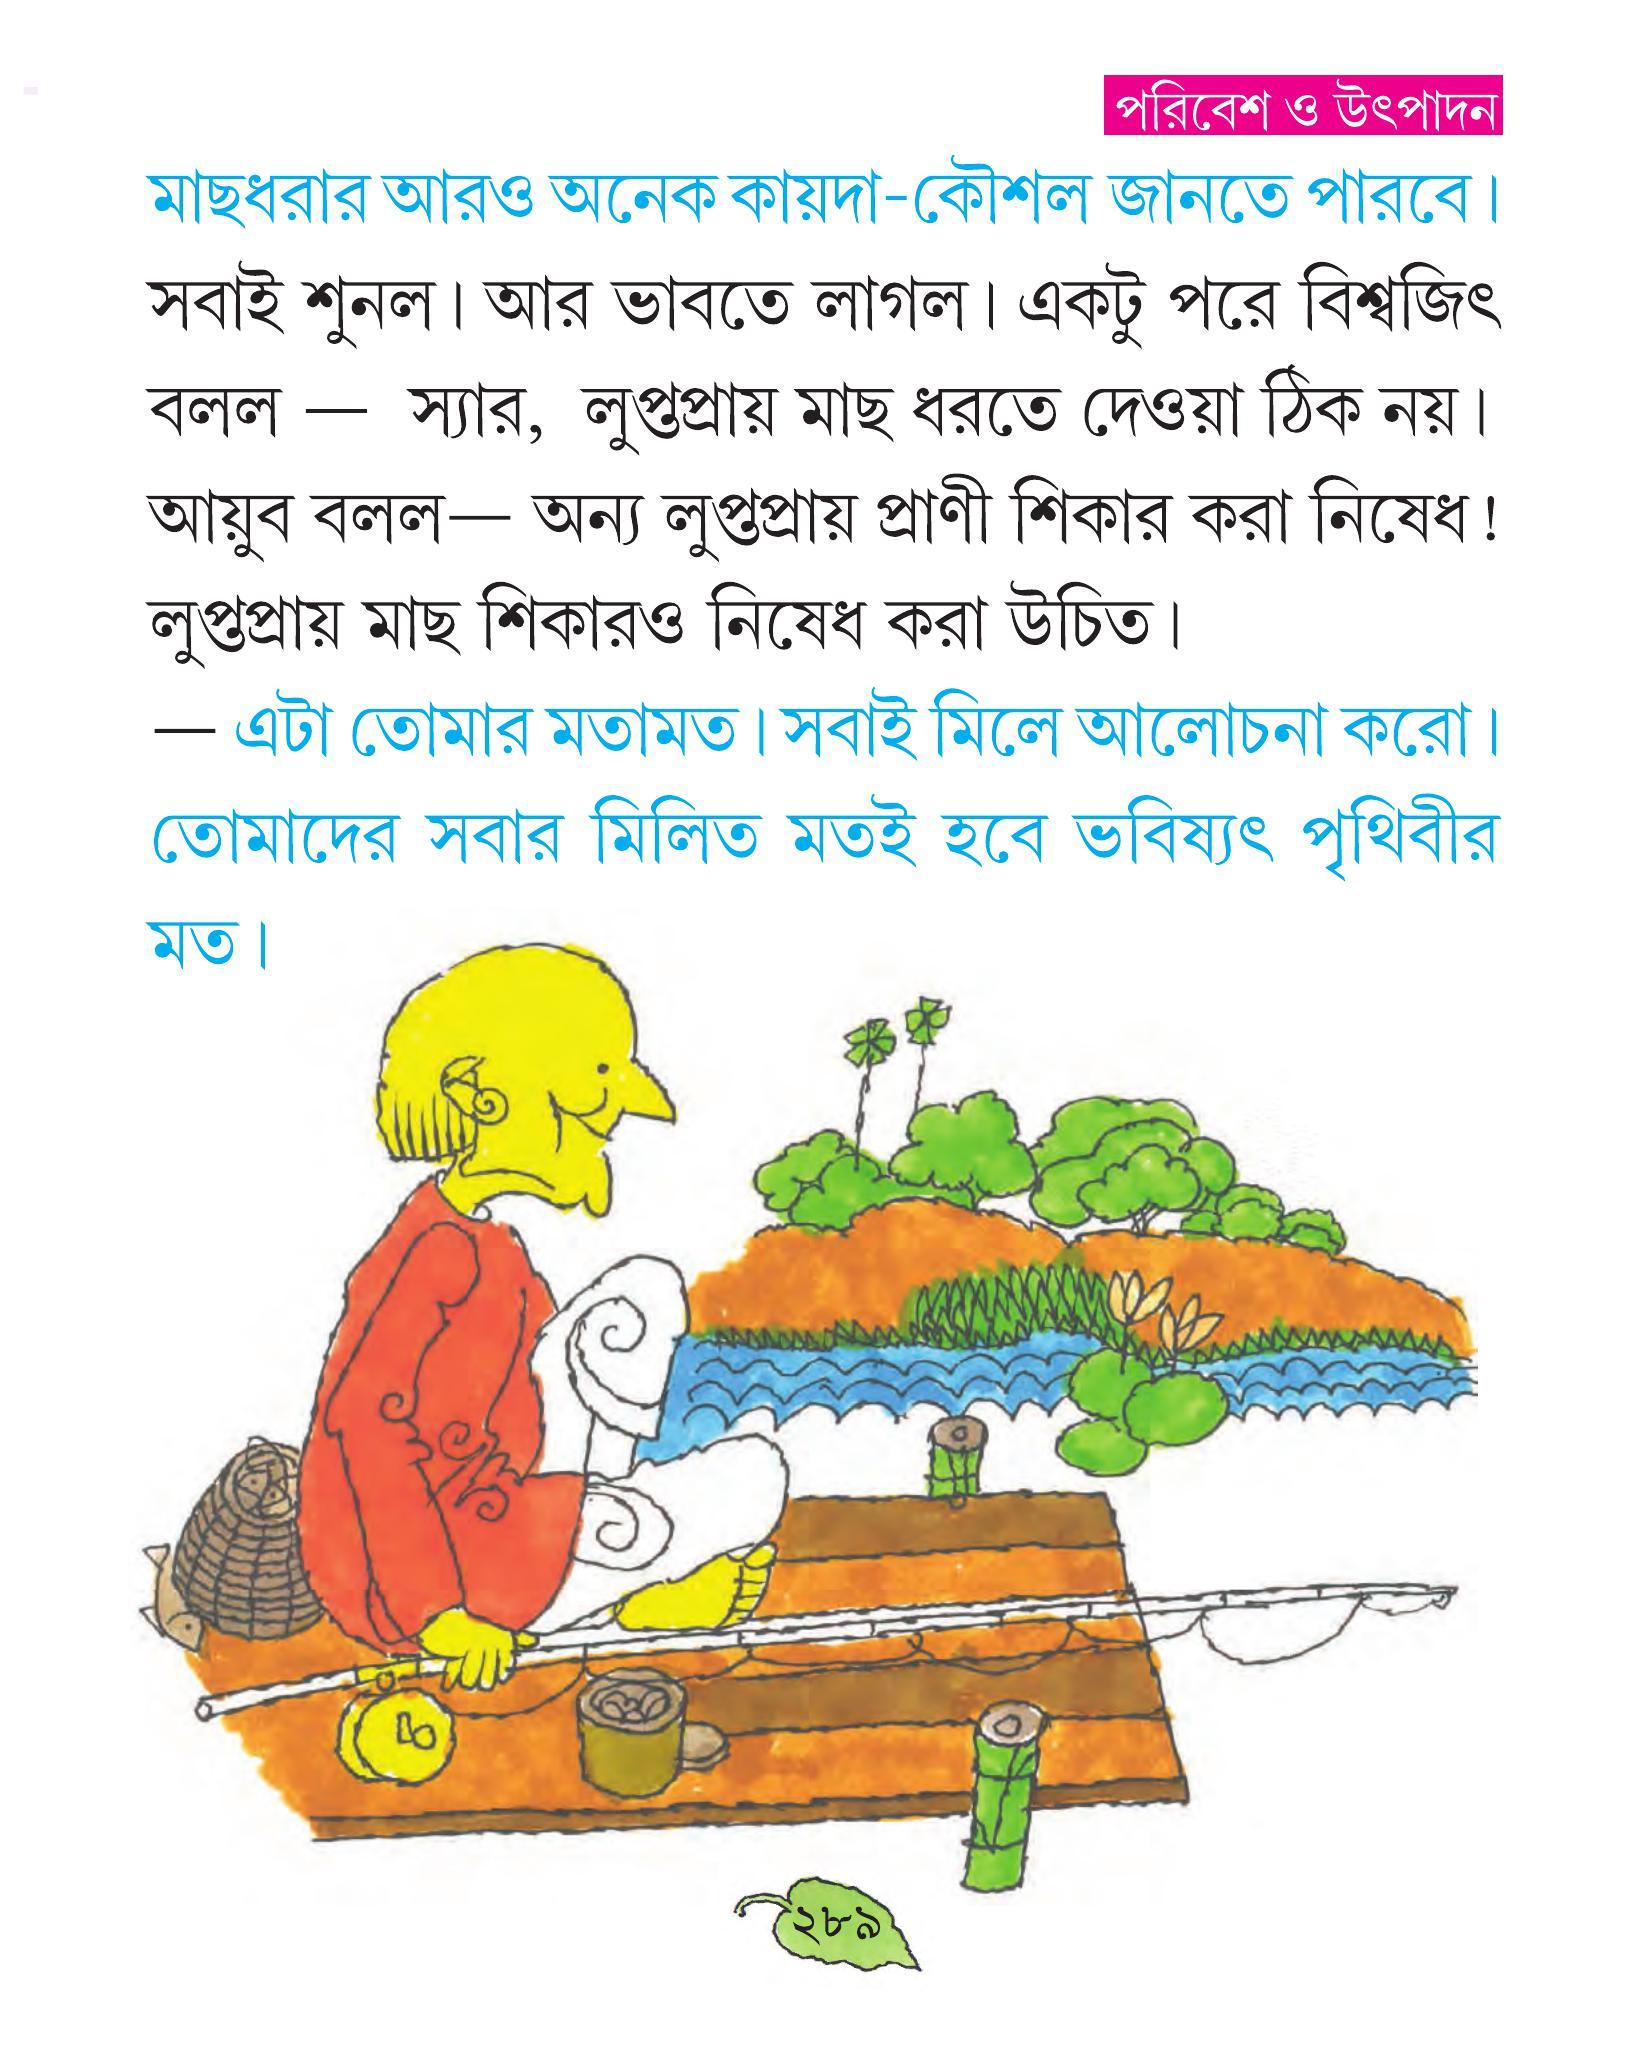 পরিবেশ ও উৎপাদন
মাছধরার আরও অনেক কায়দা-কৌশল জানতে পারবে।
সবাই শুনল। আর ভাবতে লাগল। একটু পরে বিশ্বজিৎ
বলল — স্যার, লুপ্তপ্রায় মাছ ধরতে দেওয়া ঠিক নয়।
আয়ুব বলল— অন্য লুপ্তপ্রায় প্রাণী শিকার করা নিষেধ!
লুপ্তপ্রায় মাছ শিকারও নিষেধ করা উচিত।
— এটা তোমার মতামত। সবাই মিলে আলোচনা করো।
তোমাদের সবার মিলিত মতই হবে ভবিষ্যৎ পৃথিবীর
মত।
২৮৯